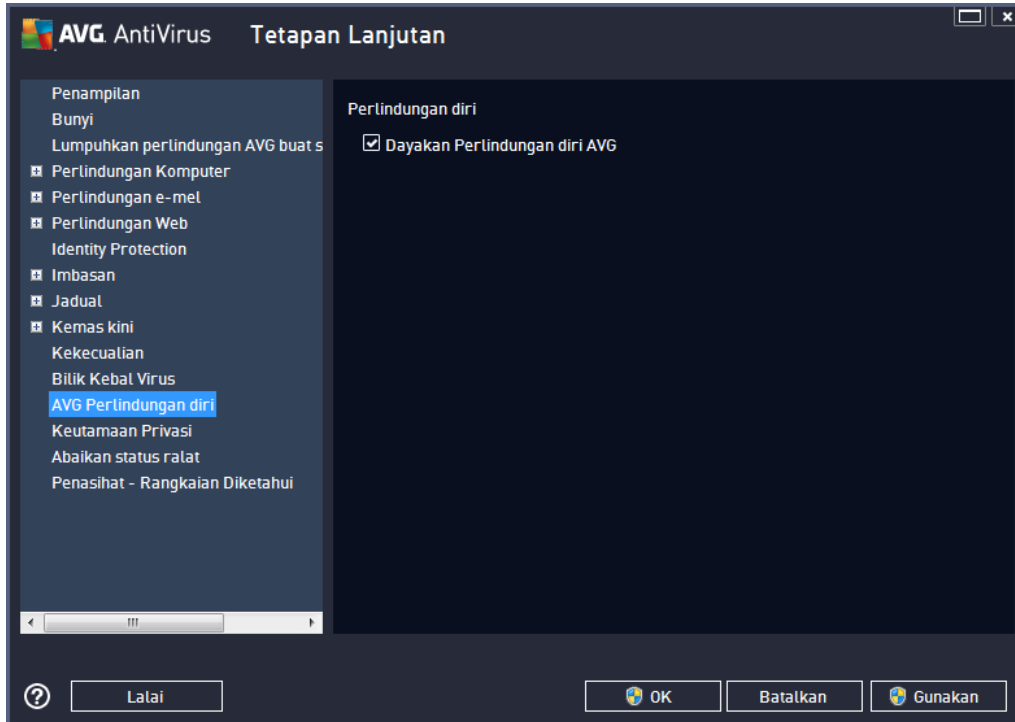 AVG. AntiVirus Tetapan Lanjutan
Penampilan
Bunyi
Lumpuhkan perlindungan AVG buat s
Perlindungan Komputer
Perlindungan e-mel
Perlindungan Web
Identity Protection
Imbasan
Jadual
Kemas kini
Kekecualian
Bilik Kebal Virus
AVG Perlindungan diri
Keutamaan Privasi
Abaikan status ralat
Penasihat - Rangkaian Diketahui
Perlindungan diri
Dayakan Perlindungan diri AVG
Lalai
OK
Batalkan
Gunakan